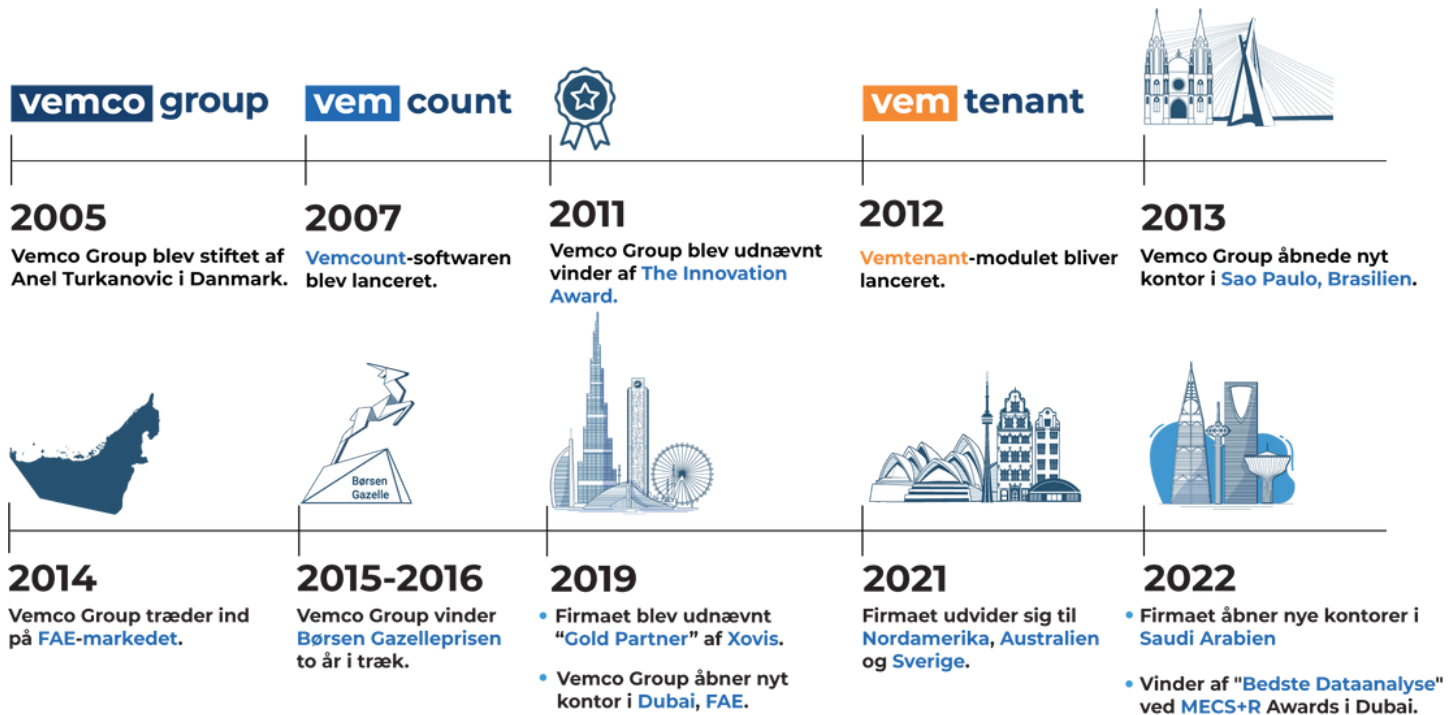 vemco group
vem count
vem tenant
2005
Vemco Group blev stiftet af
Anel Turkanovic i Danmark.
2007
Vemcount-softwaren
blev lanceret.
2011
Vemco Group blev udnævnt
vinder af The Innovation
Award.
2012
Vemtenant-modulet bliver
lanceret.
2013
Vemco Group åbnede nyt
kontor i Sao Paulo, Brasilien.
Børsen
Gazelle
2014
Vemco Group træder ind
på FAE-markedet.
2015-2016
Vemco Group vinder
Børsen Gazelleprisen
to år i træk.
2019
• Firmaet blev udnævnt
“Gold Partner” af Xovis.
• Vemco Group åbner nyt
kontor i Dubai, FAE.
2021
Firmaet udvider sig til
Nordamerika, Australien
og Sverige.
2022
• Firmaet åbner nye kontorer i
Saudi Arabien
• Vinder af "Bedste Dataanalyse"
ved MECS+R Awards i Dubai.